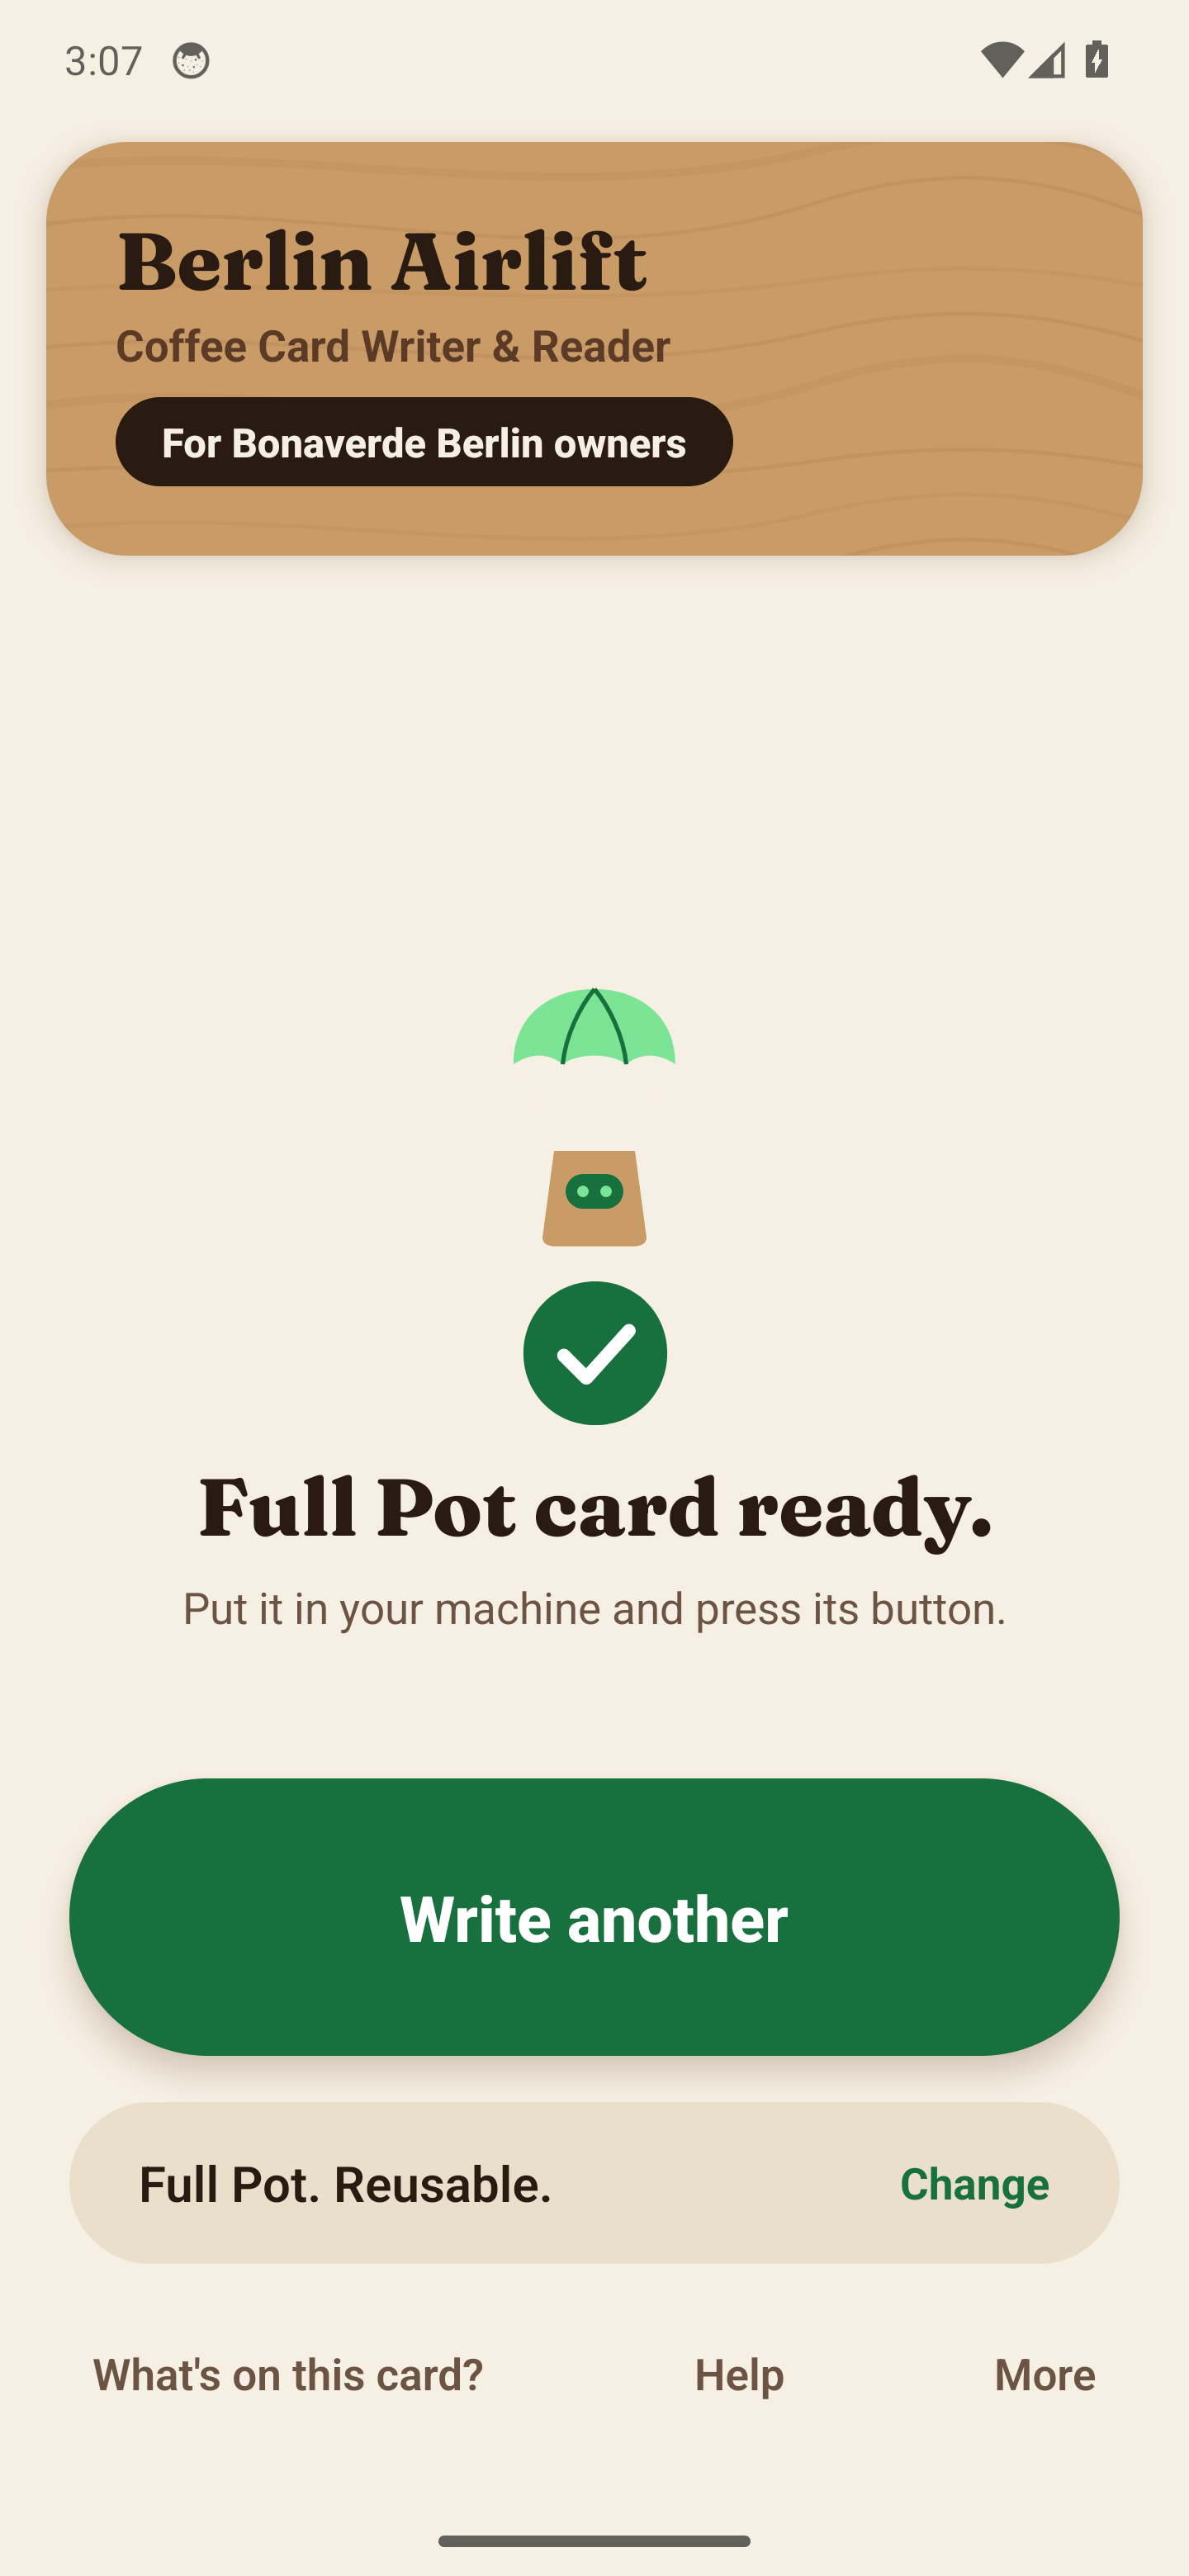 3:07
Berlin Airlift
Coffee Card Writer & Reader
For Bonaverde Berlin owners
Full Pot card ready.
Put it in your machine and press its button.
Write another
Full Pot. Reusable.
Change
What's on this card?
Help
More